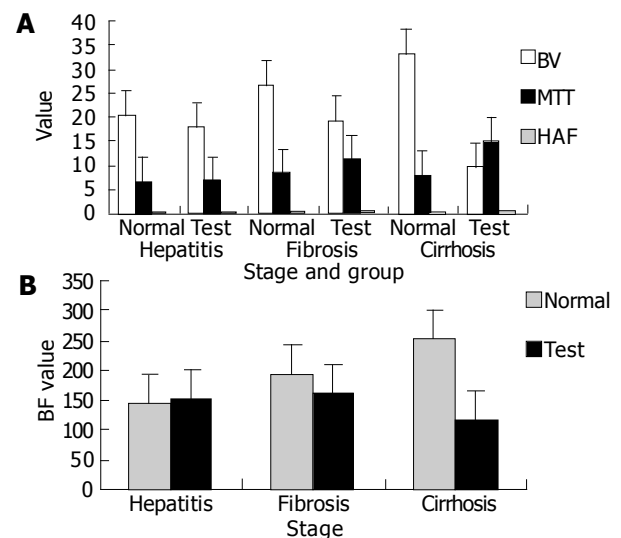 A
40
35
30
25
20
15
10
5
0
Value
BV
MTT
HAF
Normal Test Normal Test Normal Test
Hepatitis Fibrosis Cirrhosis
Stage and group
B
350
300
250
200
150
100
50
0
BF value
Normal
Test
Hepatitis Fibrosis Cirrhosis
Stage